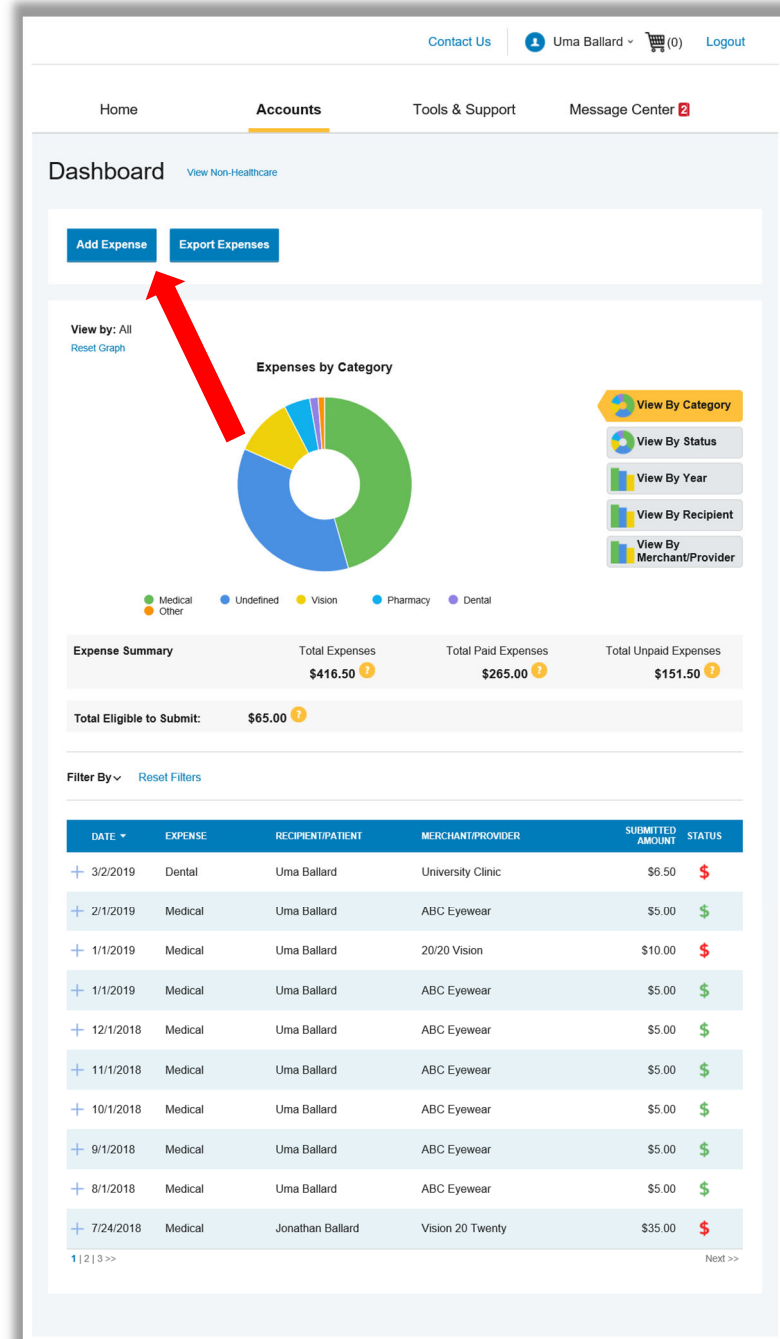 Contact Us Uma Ballard (0) Logout
Home Accounts Tools & Support Message Center 2
Dashboard View Non-Healthcare
Add Expense Export Expenses
View by: All
Reset Graph
Expenses by Category
View By Category
View By Status
View By Year
View By Recipient
View By
Merchant/Provider
Medical Undefined Vision Pharmacy Dental
Other
Expense Summary Total Expenses Total Paid Expenses Total Unpaid Expenses
$416.50 ? $265.00 ? $151.50 ?
Total Eligible to Submit: $65.00 ?
Filter By Reset Filters
DATE EXPENSE RECIPIENT/PATIENT MERCHANT/PROVIDER SUBMITTED AMOUNT STATUS
+ 3/2/2019 Dental Uma Ballard University Clinic $6.50 $
+ 2/1/2019 Medical Uma Ballard ABC Eyewear $5.00 $
+ 1/1/2019 Medical Uma Ballard 20/20 Vision $10.00 $
+ 1/1/2019 Medical Uma Ballard ABC Eyewear $5.00 $
+ 12/1/2018 Medical Uma Ballard ABC Eyewear $5.00 $
+ 11/1/2018 Medical Uma Ballard ABC Eyewear $5.00 $
+ 10/1/2018 Medical Uma Ballard ABC Eyewear $5.00 $
+ 9/1/2018 Medical Uma Ballard ABC Eyewear $5.00 $
+ 8/1/2018 Medical Uma Ballard ABC Eyewear $5.00 $
+ 7/24/2018 Medical Jonathan Ballard Vision 20 Twenty $35.00 $
1 | 2 | 3 >> Next >>